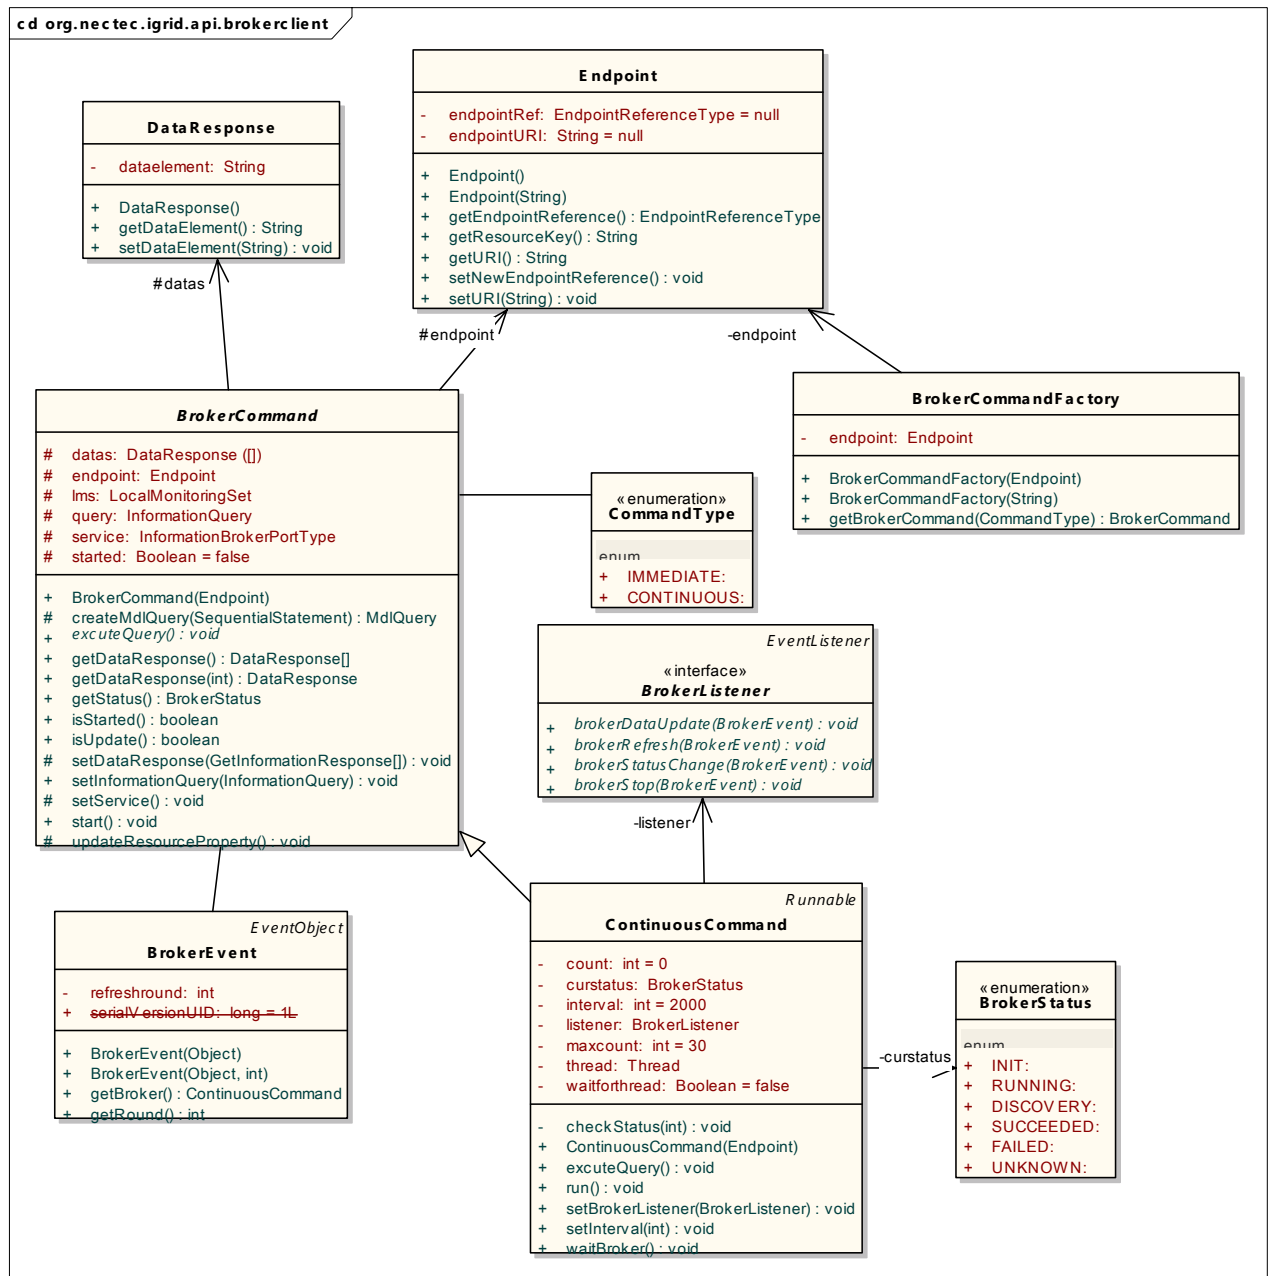 cd org.nectec.igrid.api.brokerclient
Endpoint
- endpointRef: EndpointReferenceType = null
- endpointURI: String = null
+ Endpoint()
+ Endpoint(String)
+ getEndpointReference() : EndpointReferenceType
+ getResourceKey() : String
+ getURI() : String
+ setNewEndpointReference() : void
+ setURI(String) : void
DataResponse
- dataelement: String
+ DataResponse()
+ getDataElement() : String
+ setDataElement(String) : void
#datas
#endpoint
-endpoint
BrokerCommand
# datas: DataResponse ([])
# endpoint: Endpoint
# lms: LocalMonitoringSet
# query: InformationQuery
# service: InformationBrokerPortType
# started: Boolean = false
+ BrokerCommand(Endpoint)
# createMdlQuery(SequentialStatement) : MdlQuery
+ excuteQuery() : void
+ getDataResponse() : DataResponse[]
+ getDataResponse(int) : DataResponse
+ getStatus() : BrokerStatus
+ isStarted() : boolean
+ isUpdate() : boolean
# setDataResponse(GetInformationResponse[]) : void
+ setInformationQuery(InformationQuery) : void
# setService() : void
+ start() : void
# updateResourceProperty() : void
BrokerCommandFactory
- endpoint: Endpoint
+ BrokerCommandFactory(Endpoint)
+ BrokerCommandFactory(String)
+ getBrokerCommand(CommandType) : BrokerCommand
«enumeration»
CommandType
enum
+ IMMEDIATE:
+ CONTINUOUS:
EventListener
«interface»
BrokerListener
+ brokerDataUpdate(BrokerEvent) : void
+ brokerRefresh(BrokerEvent) : void
+ brokerStatusChange(BrokerEvent) : void
+ brokerStop(BrokerEvent) : void
-listener
EventObject
BrokerEvent
- refreshround: int
+ serialVersionUID: long = 1L
+ BrokerEvent(Object)
+ BrokerEvent(Object, int)
+ getBroker() : ContinuousCommand
+ getRound() : int
Runnable
ContinuousCommand
- count: int = 0
- curstatus: BrokerStatus
- interval: int = 2000
- listener: BrokerListener
- maxcount: int = 30
- thread: Thread
- waitforthread: Boolean = false
- checkStatus(int) : void
+ ContinuousCommand(Endpoint)
+ excuteQuery() : void
+ run() : void
+ setBrokerListener(BrokerListener) : void
+ setInterval(int) : void
+ waitBroker() : void
-curstatus
«enumeration»
BrokerStatus
enum
+ INIT:
+ RUNNING:
+ DISCOVERY:
+ SUCCEEDED:
+ FAILED:
+ UNKNOWN: